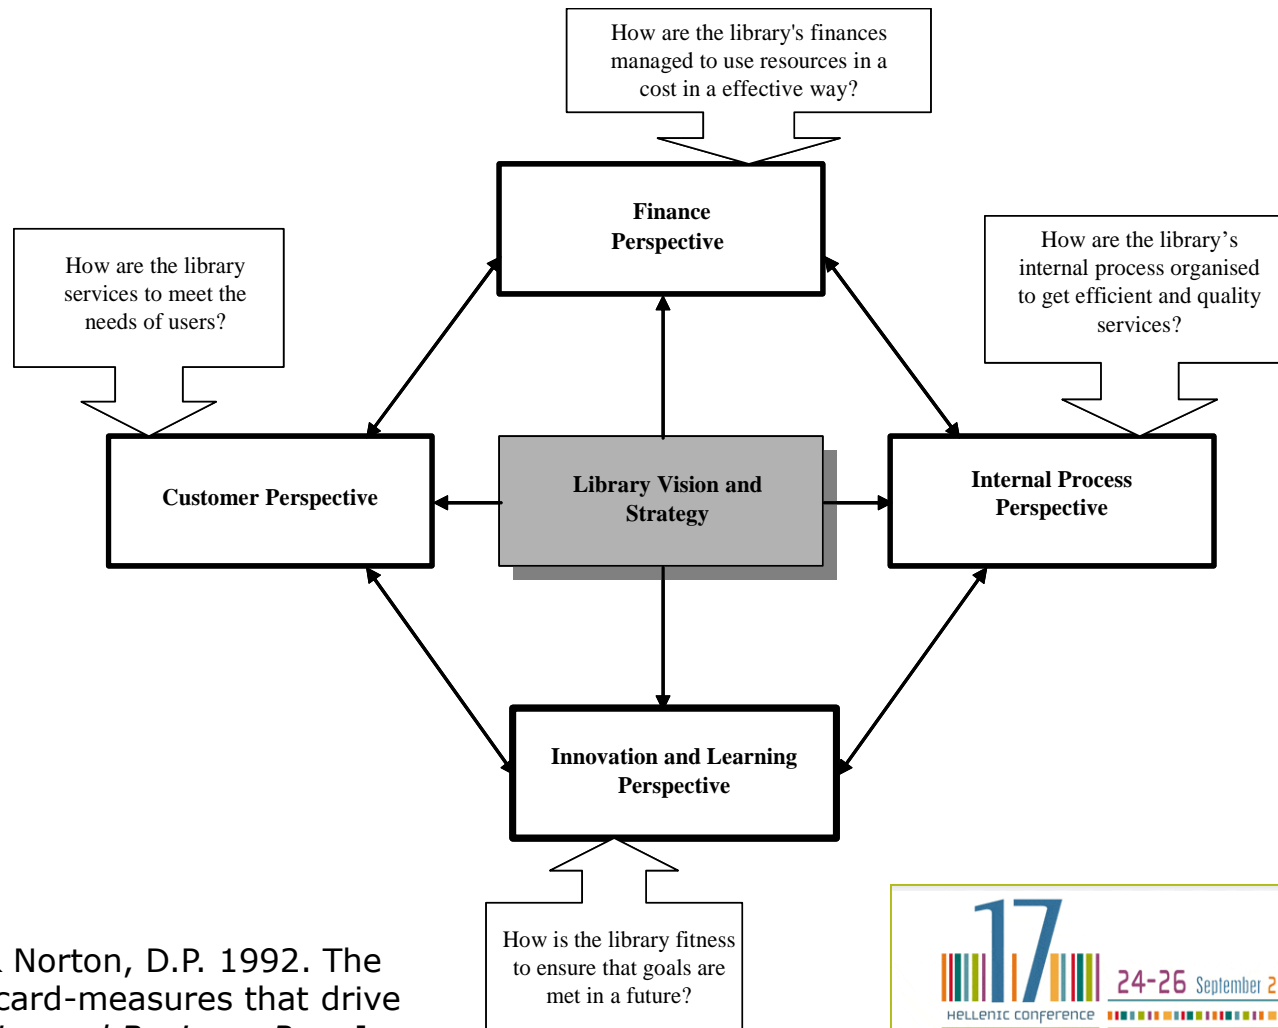 How are the library's finances
managed to use resources in a
cost in a effective way?
Finance
Perspective
How are the library
services to meet the
needs of users?
How are the library’s
internal process organised
to get efficient and quality
services?
Customer Perspective
Library Vision and
Strategy
Internal Process
Perspective
Innovation and Learning
Perspective
How is the library fitness
to ensure that goals are
met in a future?
Norton, D.P. 1992. The
card-measures that drive
17
24-26 September 2
HELLENIC CONFERENCE